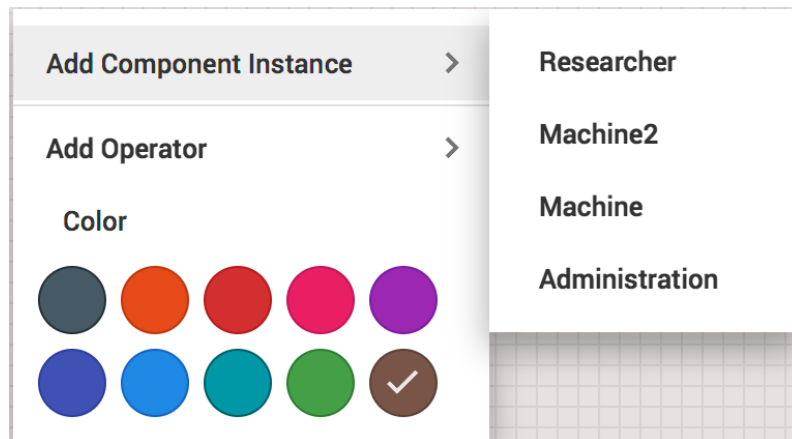 Add Component Instance
Add Operator
Color
Researcher
Machine2
Machine
Administration